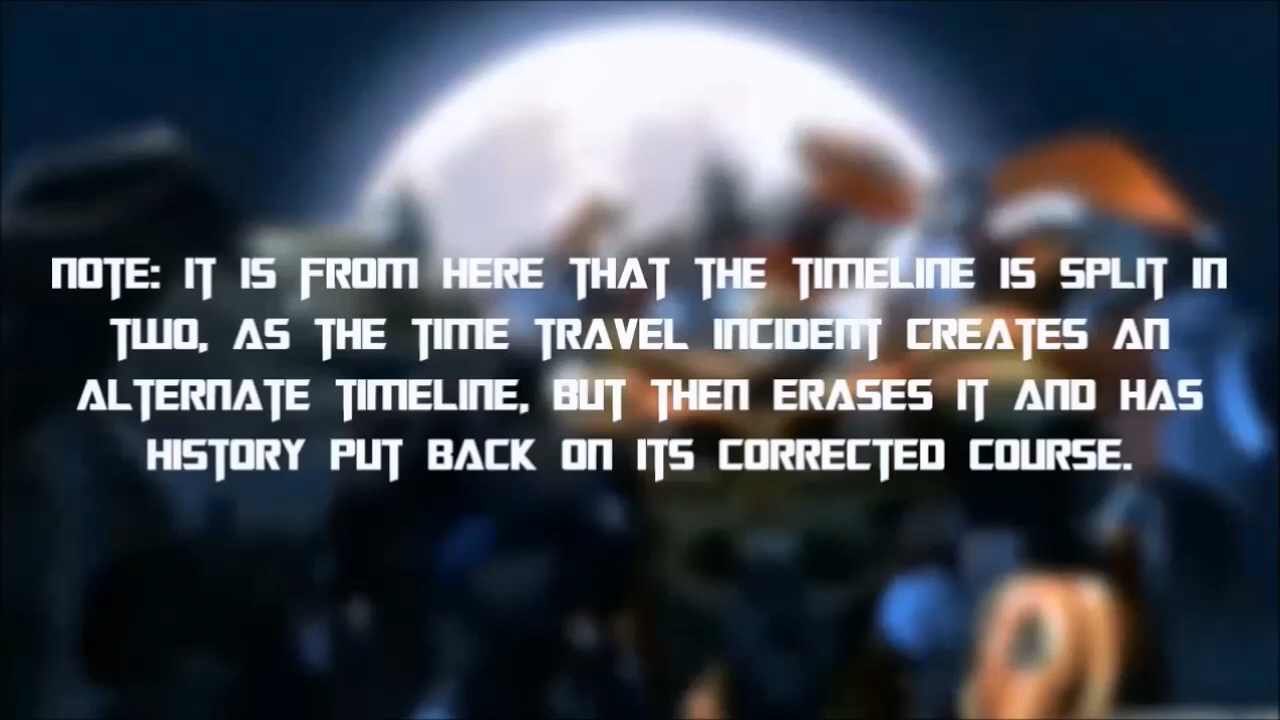 NOTE: IT IS FROM HERE THAT THE TIMELINE IS SPLIT IN
TWO, AS THE TIME TRAVEL INCIDENT CREATES AN
ALTERNATE TIMELINE, BUT THEN ERASES IT AND HAS
HISTORY PUT BACK ON ITS CORRECTED COURSE.